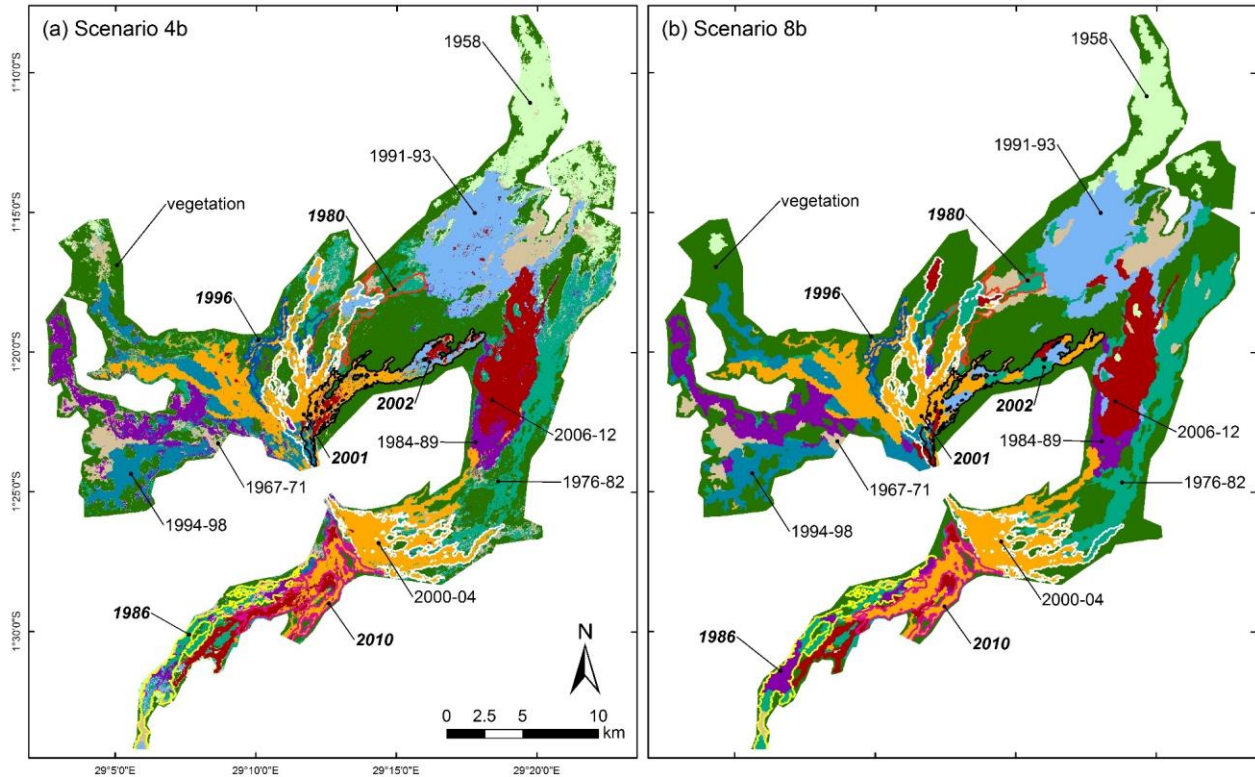 (a) Scenario 4b
1958
1991-93
vegetation
1980
1996
2002
2001
1984-89
2006-12
1967-71
1976-82
1994-98
2000-04
1986
2010
N
0 2.5 5 10
km
1°10'0"S
1°15'0"S
1°20'0"S
1°25'0"S
1°30'0"S
29°5'0"E
29°10'0"E
29°15'0"E
29°20'0"E
(b) Scenario 8b
1958
1991-93
vegetation
1980
1996
2002
2001
2006-12
1984-89
1967-71
1976-82
1994-98
2000-04
1986
2010